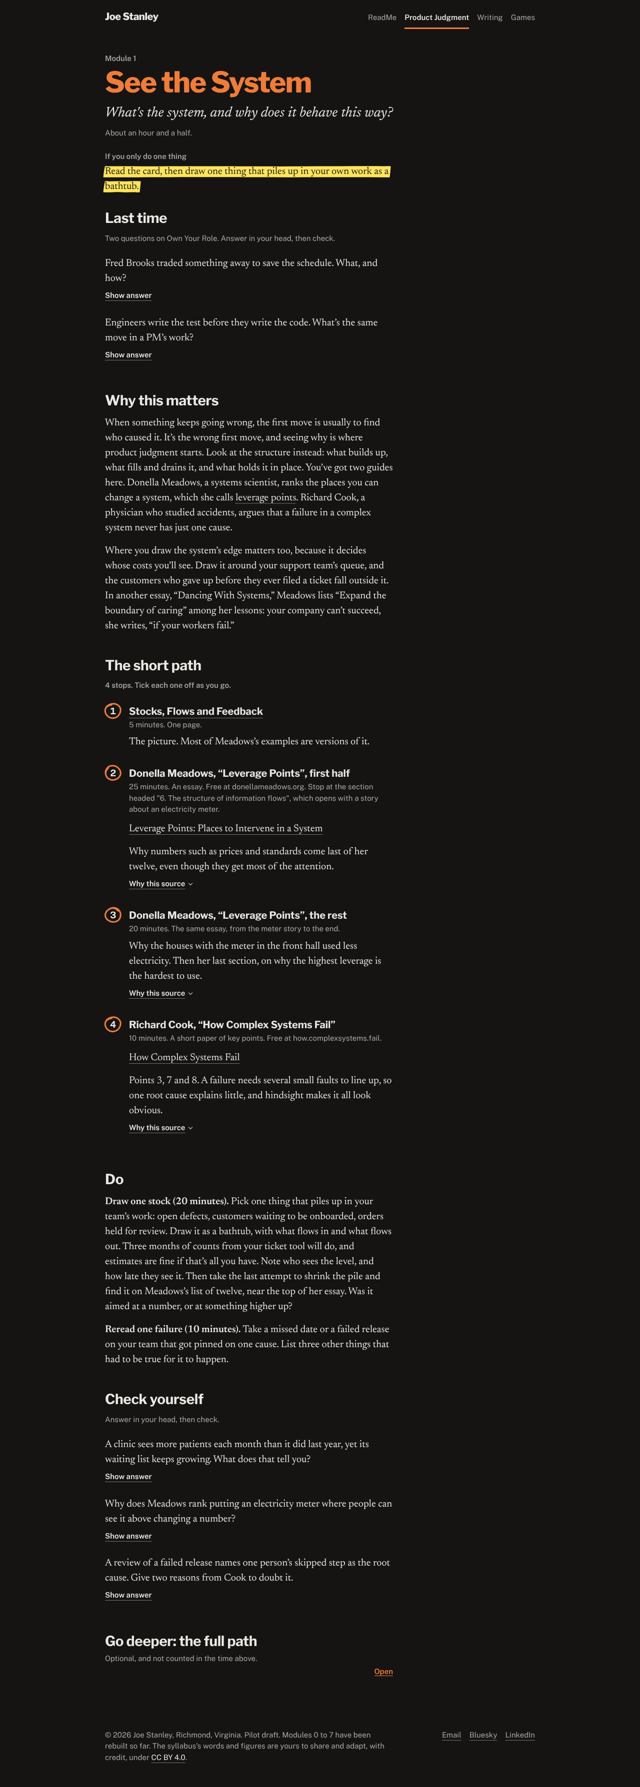 Joe Stanley
ReadMe Product Judgment Writing Games
Module 1
See the System
What's the system, and why does it behave this way?
About an hour and a half.
If you only do one thing
Read the card, then draw one thing that piles up in your own work as a
bathtub.
Last time
Two questions on Own Your Role. Answer in your head, then check.
Fred Brooks traded something away to save the schedule. What, and
how?
Show answer
Engineers write the test before they write the code. What’s the same
move in a PM’s work?
Show answer
Why this matters
When something keeps going wrong, the first move is usually to find
who caused it. It’s the wrong first move, and seeing why is where
product judgment starts. Look at the structure instead: what builds up,
what fills and drains it, and what holds it in place. You’ve got two guides
here. Donella Meadows, a systems scientist, ranks the places you can
change a system, which she calls leverage points. Richard Cook, a
physician who studied accidents, argues that a failure in a complex
system never has just one cause.
Where you draw the system’s edge matters too, because it decides
whose costs you’ll see. Draw it around your support team’s queue, and
the customers who gave up before they ever filed a ticket fall outside it.
In another essay, “Dancing With Systems,” Meadows lists “Expand the
boundary of caring” among her lessons: your company can’t succeed,
she writes, “if your workers fail.”
The short path
4 stops. Tick each one off as you go.
1 Stocks, Flows and Feedback
5 minutes. One page.
The picture. Most of Meadows’s examples are versions of it.
2 Donella Meadows, “Leverage Points”, first half
25 minutes. An essay. Free at donellameadows.org. Stop at the section
headed "6. The structure of information flows", which opens with a story
about an electricity meter.
Leverage Points: Places to Intervene in a System
Why numbers such as prices and standards come last of her
twelve, even though they get most of the attention.
Why this source
3 Donella Meadows, “Leverage Points”, the rest
20 minutes. The same essay, from the meter story to the end.
Why the houses with the meter in the front hall used less
electricity. Then her last section, on why the highest leverage is
the hardest to use.
Why this source
4 Richard Cook, “How Complex Systems Fail”
10 minutes. A short paper of key points. Free at how.complexsystems.fail.
How Complex Systems Fail
Points 3, 7 and 8. A failure needs several small faults to line up, so
one root cause explains little, and hindsight makes it all look
obvious.
Why this source
Do
Draw one stock (20 minutes). Pick one thing that piles up in your
team’s work: open defects, customers waiting to be onboarded, orders
held for review. Draw it as a bathtub, with what flows in and what flows
out. Three months of counts from your ticket tool will do, and
estimates are fine if that’s all you have. Note who sees the level, and
how late they see it. Then take the last attempt to shrink the pile and
find it on Meadows’s list of twelve, near the top of her essay. Was it
aimed at a number, or at something higher up?
Reread one failure (10 minutes). Take a missed date or a failed release
on your team that got pinned on one cause. List three other things that
had to be true for it to happen.
Check yourself
Answer in your head, then check.
A clinic sees more patients each month than it did last year, yet its
waiting list keeps growing. What does that tell you?
Show answer
Why does Meadows rank putting an electricity meter where people can
see it above changing a number?
Show answer
A review of a failed release names one person’s skipped step as the root
cause. Give two reasons from Cook to doubt it.
Show answer
Go deeper: the full path
Optional, and not counted in the time above.
Open
© 2026 Joe Stanley, Richmond, Virginia. Pilot draft. Modules 0 to 7 have been
rebuilt so far. The syllabus’s words and figures are yours to share and adapt, with
credit, under CC BY 4.0.
Email Bluesky LinkedIn